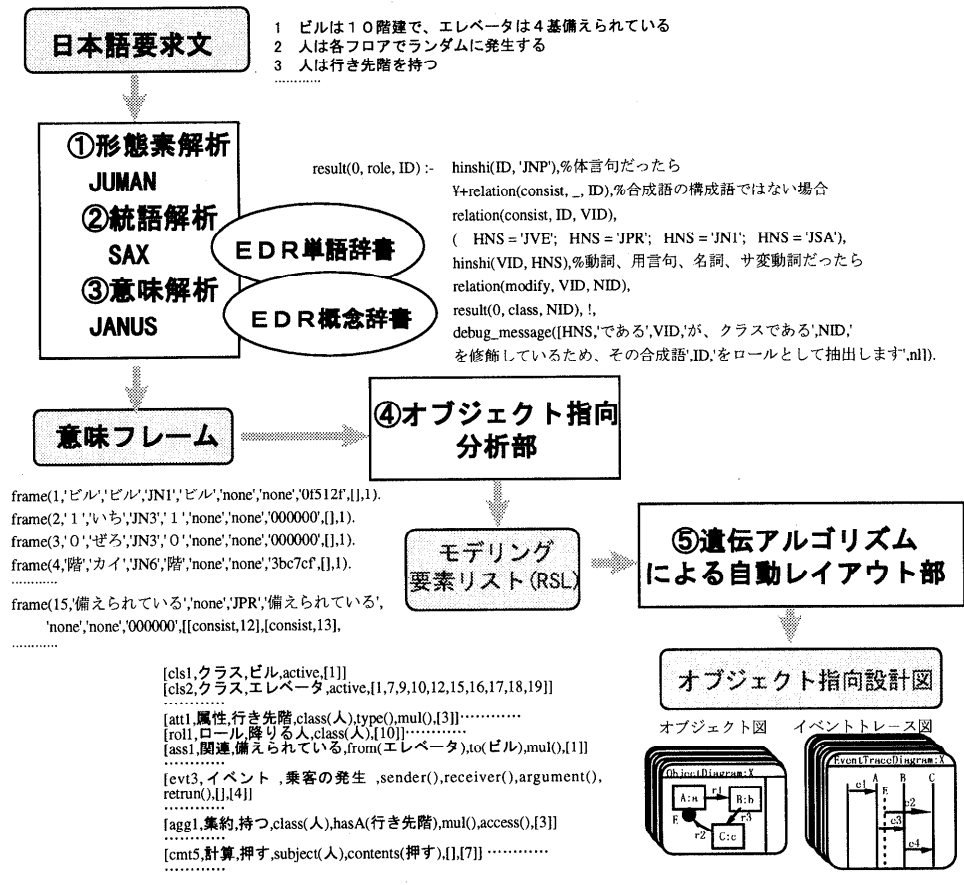 日本語要求文
1 ビルは10階建で、エレベータは4基備えられている
2 人は各フロアでランダムに発生する
3 人は行き先階を持つ
…………
①形態素解析
JUMAN
②統語解析
SAX
③意味解析
JANUS
EDR単語辞書
EDR概念辞書
result(0, role, ID) :- hinshi(ID, 'JNP'),%体言句だったら
¥+relation(consist, _, ID),%合成語の構成語ではない場合
relation(consist, ID, VID),
( HNS = 'JVE'; HNS = 'JPR'; HNS = 'JN1'; HNS = 'JSA'),
hinshi(VID, HNS),%動詞、用言句、名詞、サ変動詞だったら
relation(modify, VID, NID),
result(0, class, NID), !,
debug_message([HNS,'である',VID,'が、クラスである',NID,'
を修飾しているため、その合成語',ID,'をロールとして抽出します',nl]).
意味フレーム
④オブジェクト指向
分析部
frame(1,'ビル','ビル','JN1','ビル','none','none','0f512f',[],1).
frame(2,'1','いち','JN3','1','none','none','000000',[],1).
frame(3,'0','ぜろ','JN3','0','none','none','000000',[],1).
frame(4,'階','カイ','JN6','階','none','none','3bc7cf',[],1).
…………
frame(15,'備えられている','none','JPR','備えられている',
'none','none','000000',[[consist,12],[consist,13],
…………
モデリング
要素リスト(RSL)
⑤遺伝アルゴリズム
による自動レイアウト部
[cls1,クラス,ビル,active,[1]]
[cls2,クラス,エレベータ,active,[1,7,9,10,12,15,16,17,18,19]]
…………
[att1,属性,行き先階,class(人),type(),mul(),[3]]…………
[rol1,ロール,降りる人,class(人),[10]]…………
[ass1,関連,備えられている,from(エレベータ),to(ビル),mul(),[1]]
…………
[evt3,イベント ,乗客の発生 ,sender(),receiver(),argument(),
retrun(),[],[4]]
…………
[agg1,集約,持つ,class(人),hasA(行き先階),mul(),access(),[3]]
…………
[cmt5,計算,押す,subject(人),contents(押す),[],[7]] …………
…………
オブジェクト指向設計図
オブジェクト図 イベントトレース図
ObjectDiagram:X
A:a r1 B:b
E r2 r3
C:c
EventTraceDiagram:X
A B C
e1 E
e2
e3
e4